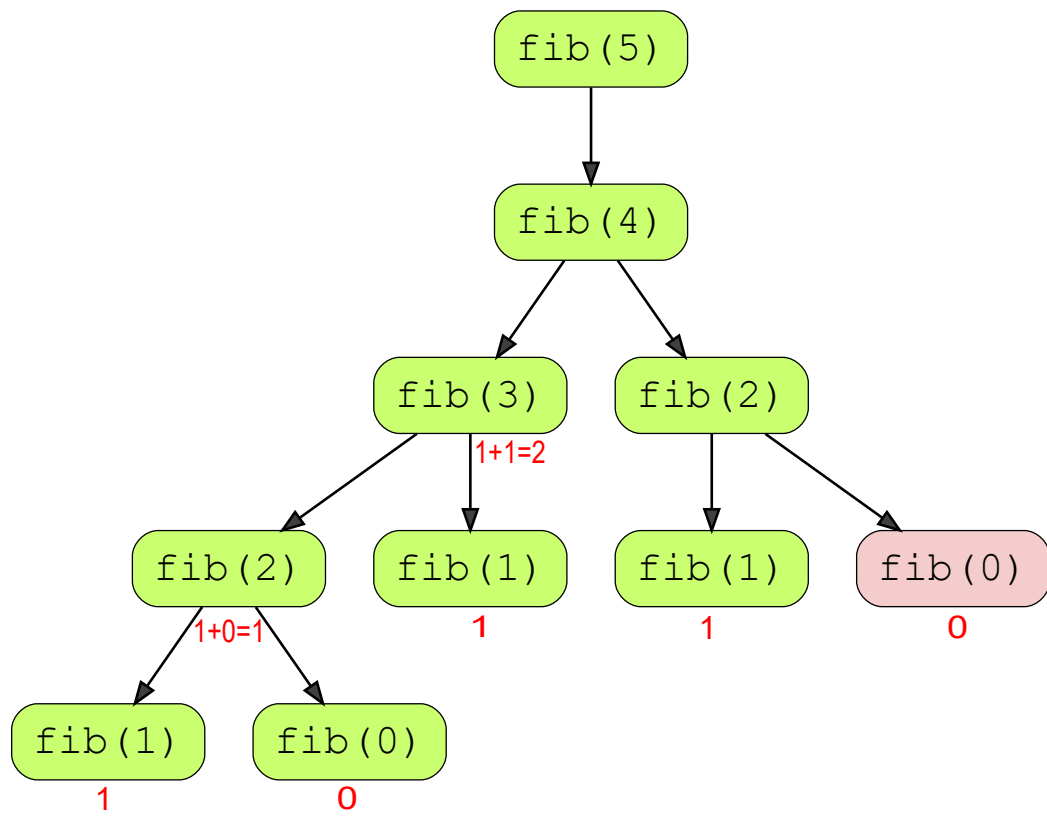 fib(5)
fib(4)
fib(3)
fib(2)
1+1=2
fib(2)
fib(1)
fib(1)
fib(0)
1+0=1
1
1
0
fib(1)
fib(0)
1
0